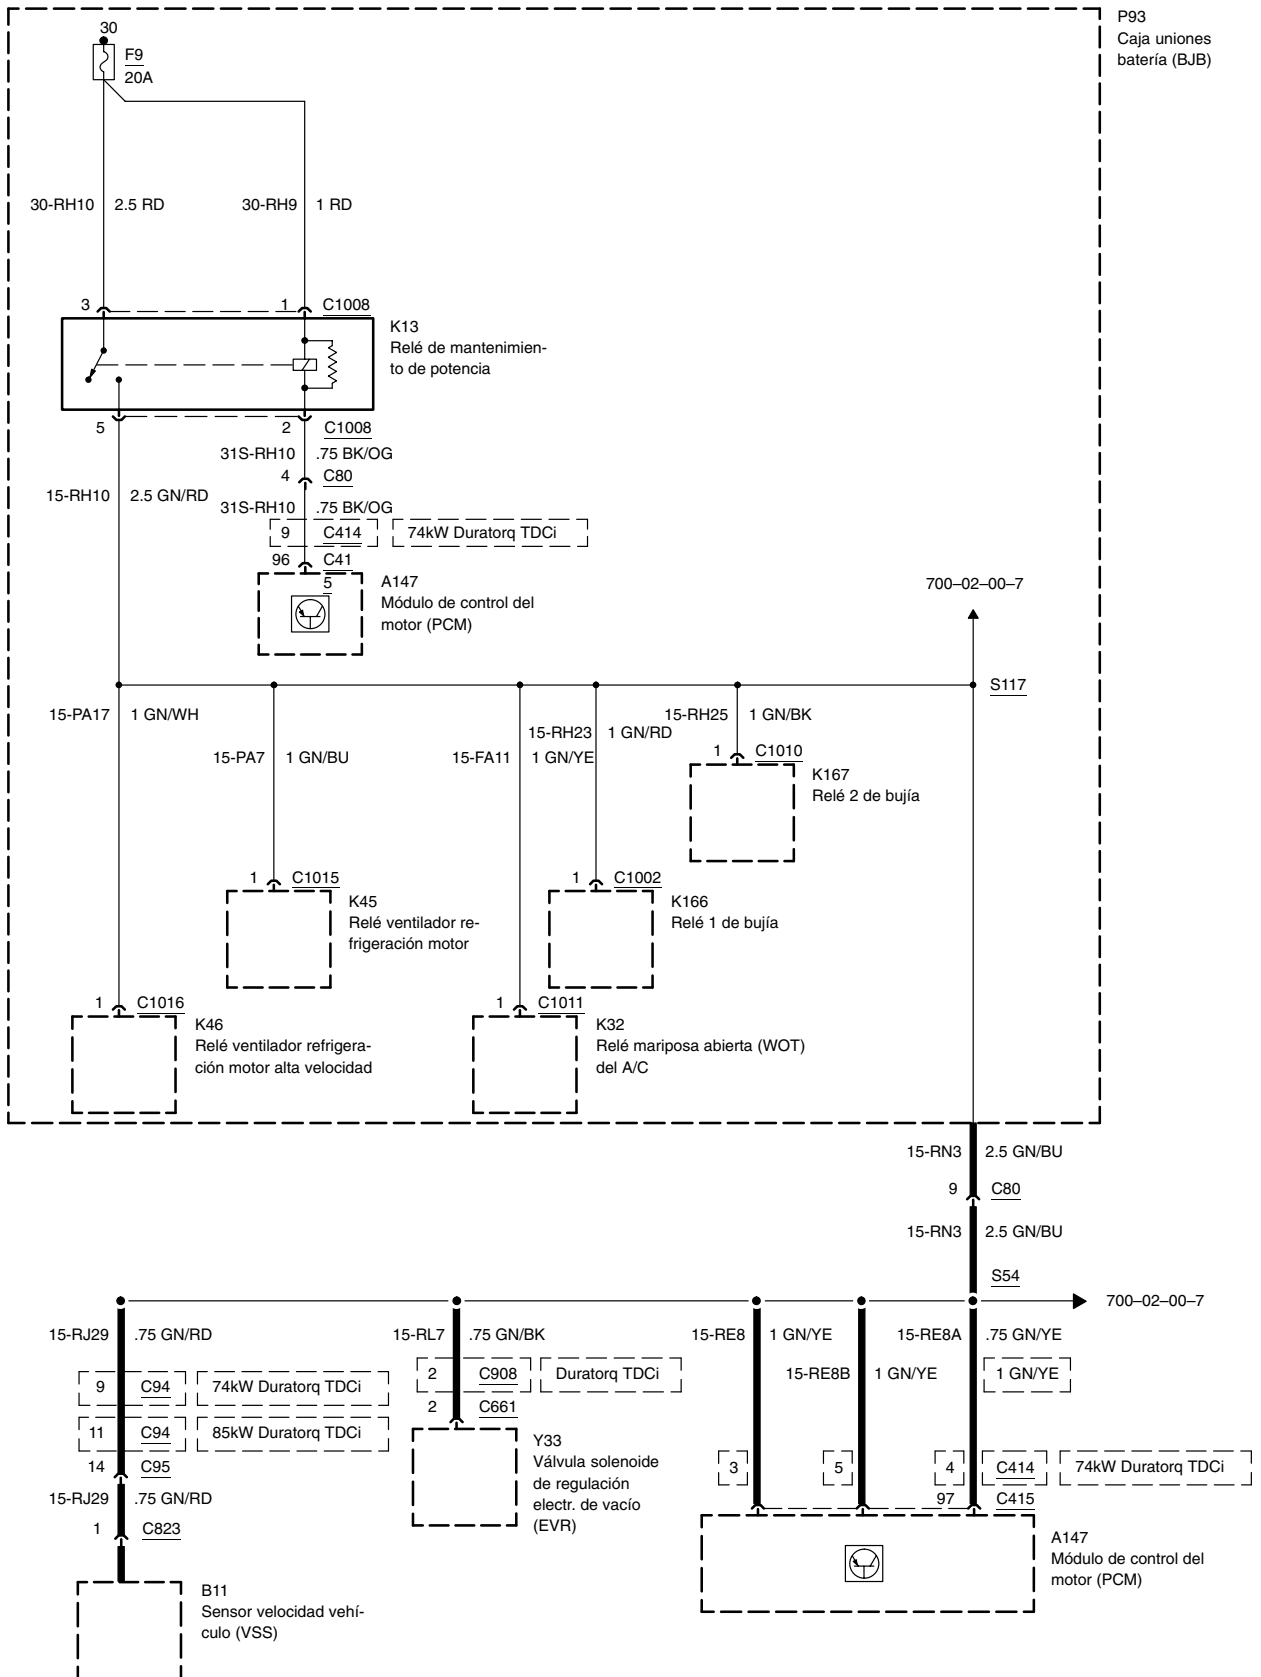 P93
Caja uniones
batería (BJB)
30
F9
20A
30-RH10 2.5 RD
30-RH9 1 RD
3
1 C1008
K13
Relé de mantenimien-
to de potencia
5
2 C1008
31S-RH10 .75 BK/OG
4 C80
15-RH10 2.5 GN/RD
31S-RH10 .75 BK/OG
9 C414 74kW Duratorq TDCi
96 C41
5
A147
Módulo de control del
motor (PCM)
700–02–00–7
S117
15-PA17 1 GN/WH
15-RH25 1 GN/BK
15-RH23 1 GN/RD
15-PA7 1 GN/BU
15-FA11 1 GN/YE
1 C1010
K167
Relé 2 de bujía
1 C1015
K45
Relé ventilador re-
frigeración motor
1 C1002
K166
Relé 1 de bujía
1 C1016
K46
Relé ventilador refrigera-
ción motor alta velocidad
1 C1011
K32
Relé mariposa abierta (WOT)
del A/C
15-RN3 2.5 GN/BU
9 C80
15-RN3 2.5 GN/BU
S54
700–02–00–7
15-RJ29 .75 GN/RD
15-RL7 .75 GN/BK
15-RE8 1 GN/YE
15-RE8A .75 GN/YE
15-RE8B 1 GN/YE
1 GN/YE
9 C94 74kW Duratorq TDCi
2 C908 Duratorq TDCi
2 C661
11 C94 85kW Duratorq TDCi
14 C95
15-RJ29 .75 GN/RD
1 C823
Y33
Válvula solenoide
de regulación
electr. de vacío
(EVR)
3
5
4 C414 74kW Duratorq TDCi
97 C415
A147
Módulo de control del
motor (PCM)
B11
Sensor velocidad vehí-
culo (VSS)